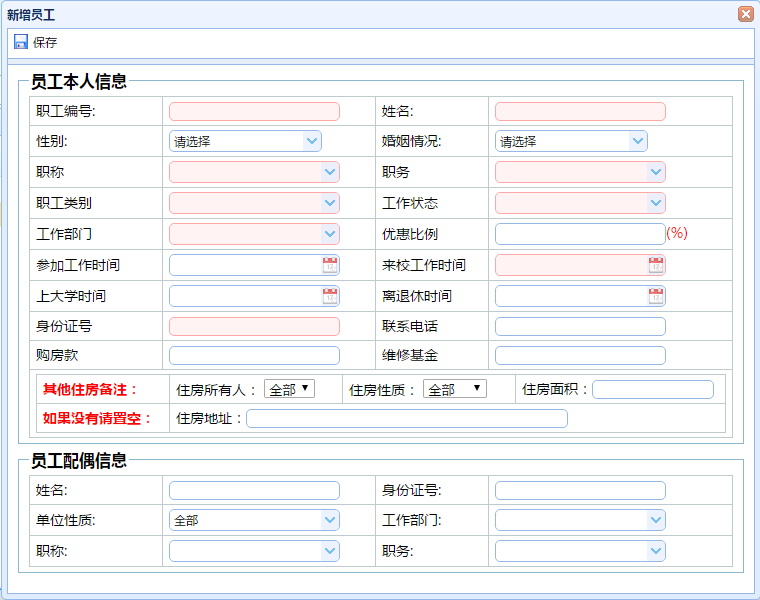 新增员工
保存
员工本人信息
职工编号: 姓名:
性别: 请选择 婚姻情况: 请选择
职称 职务
职工类别 工作状态
工作部门 优惠比例 (%)
参加工作时间 来校工作时间
上大学时间 离退休时间
身份证号 联系电话
购房款 维修基金
其他住房备注： 住房所有人： 全部 住房性质： 全部 住房面积：
如果没有请置空： 住房地址：
员工配偶信息
姓名: 身份证号:
单位性质: 全部 工作部门:
职称: 职务: